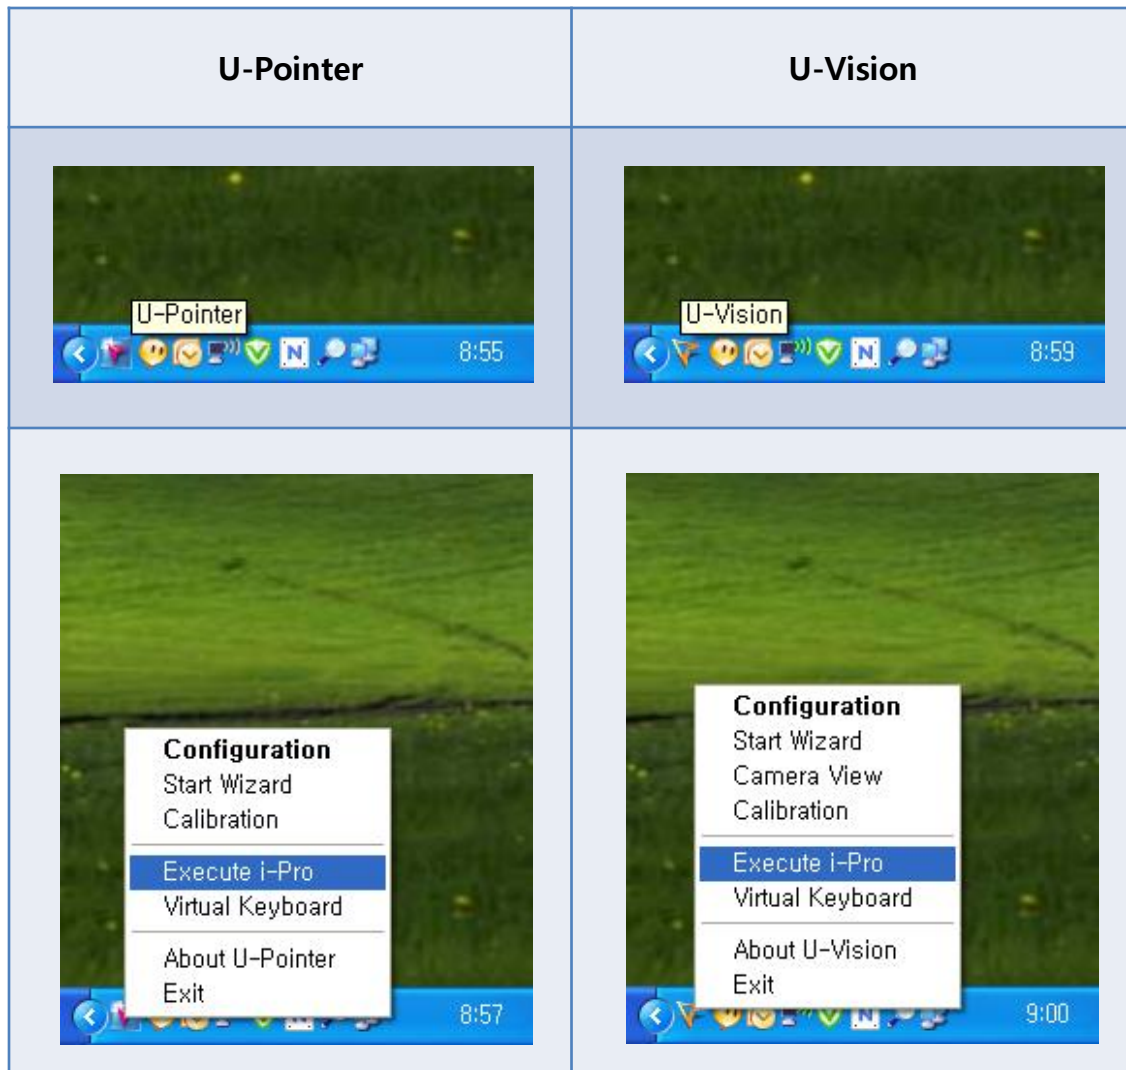 U-Pointer
U-Vision
U-Pointer
8:55
U-Vision
8:59
Configuration
Start Wizard
Calibration
Execute i-Pro
Virtual Keyboard
About U-Pointer
Exit
8:57
Configuration
Start Wizard
Camera View
Calibration
Execute i-Pro
Virtual Keyboard
About U-Vision
Exit
9:00